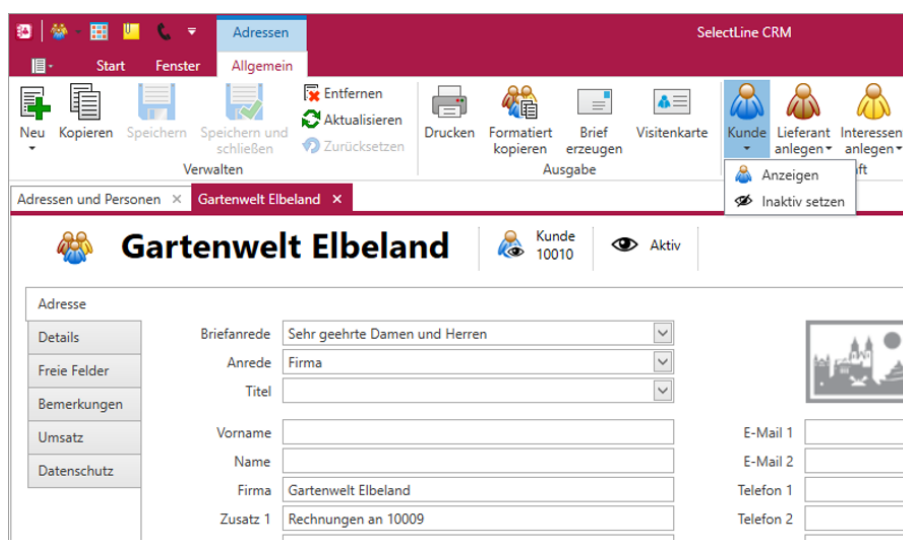 Adressen
SelectLine CRM
Start Fenster Allgemein
Neu Kopieren Speichern Speichern und schließen
Entfernen
Aktualisieren
Zurücksetzen
Drucken Formatiert kopieren Brief erzeugen Visitenkarte
Kunde Lieferant anlegen Interessen anlegen
Verwalten Ausgabe ft
Anzeigen
Inaktiv setzen
Adressen und Personen × Gartenwelt Elbeland ×
Gartenwelt Elbeland
Kunde
10010
Aktiv
Adresse
Details
Freie Felder
Bemerkungen
Umsatz
Datenschutz
Briefanrede Sehr geehrte Damen und Herren
Anrede Firma
Titel
Vorname
Name
Firma Gartenwelt Elbeland
Zusatz 1 Rechnungen an 10009
E-Mail 1
E-Mail 2
Telefon 1
Telefon 2